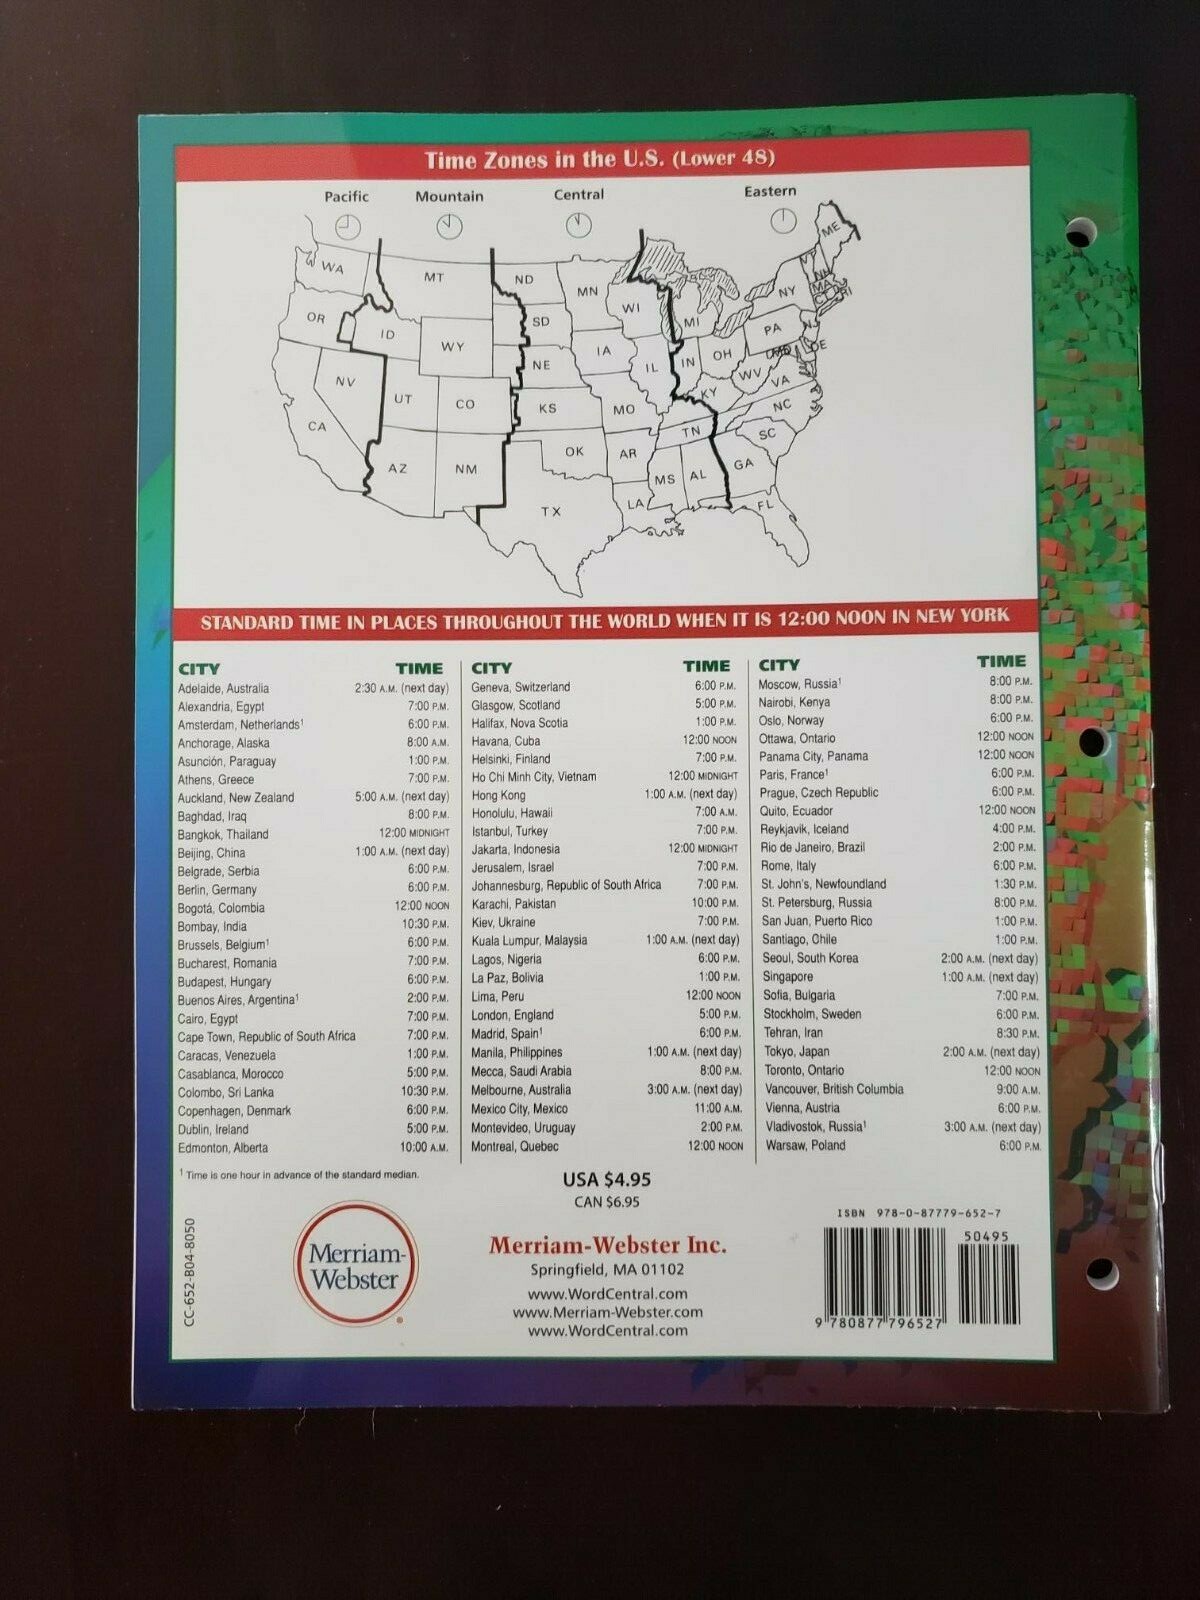 Time Zones in the U.S. (Lower 48)
Pacific Mountain Central Eastern
WA
MT
ND
MN
ME
VT
NH
MA
CT
RI
NY
OR
ID
SD
WI
MI
WY
PA
NJ
DE
MD
NE
IA
IL
IN
OH
WV
VA
NV
UT
CO
KS
MO
KY
NC
CA
AZ
NM
OK
AR
TN
SC
MS
AL
GA
TX
LA
FL
STANDARD TIME IN PLACES THROUGHOUT THE WORLD WHEN IT IS 12:00 NOON IN NEW YORK
CITY TIME
Adelaide, Australia 2:30 A.M. (next day)
Alexandria, Egypt 7:00 P.M.
Amsterdam, Netherlands¹ 6:00 P.M.
Anchorage, Alaska 8:00 A.M.
Asunción, Paraguay 1:00 P.M.
Athens, Greece 7:00 P.M.
Auckland, New Zealand 5:00 A.M. (next day)
Baghdad, Iraq 8:00 P.M.
Bangkok, Thailand 12:00 MIDNIGHT
Beijing, China 1:00 A.M. (next day)
Belgrade, Serbia 6:00 P.M.
Berlin, Germany 6:00 P.M.
Bogotá, Colombia 12:00 NOON
Bombay, India 10:30 P.M.
Brussels, Belgium¹ 6:00 P.M.
Bucharest, Romania 7:00 P.M.
Budapest, Hungary 6:00 P.M.
Buenos Aires, Argentina¹ 2:00 P.M.
Cairo, Egypt 7:00 P.M.
Cape Town, Republic of South Africa 7:00 P.M.
Caracas, Venezuela 1:00 P.M.
Casablanca, Morocco 5:00 P.M.
Colombo, Sri Lanka 10:30 P.M.
Copenhagen, Denmark 6:00 P.M.
Dublin, Ireland 5:00 P.M.
Edmonton, Alberta 10:00 A.M.
CITY TIME
Geneva, Switzerland 6:00 P.M.
Glasgow, Scotland 5:00 P.M.
Halifax, Nova Scotia 1:00 P.M.
Havana, Cuba 12:00 NOON
Helsinki, Finland 7:00 P.M.
Ho Chi Minh City, Vietnam 12:00 MIDNIGHT
Hong Kong 1:00 A.M. (next day)
Honolulu, Hawaii 7:00 A.M.
Istanbul, Turkey 7:00 P.M.
Jakarta, Indonesia 12:00 MIDNIGHT
Jerusalem, Israel 7:00 P.M.
Johannesburg, Republic of South Africa 7:00 P.M.
Karachi, Pakistan 10:00 P.M.
Kiev, Ukraine 7:00 P.M.
Kuala Lumpur, Malaysia 1:00 A.M. (next day)
Lagos, Nigeria 6:00 P.M.
La Paz, Bolivia 1:00 P.M.
Lima, Peru 12:00 NOON
London, England 5:00 P.M.
Madrid, Spain¹ 6:00 P.M.
Manila, Philippines 1:00 A.M. (next day)
Mecca, Saudi Arabia 8:00 P.M.
Melbourne, Australia 3:00 A.M. (next day)
Mexico City, Mexico 11:00 A.M.
Montevideo, Uruguay 2:00 P.M.
Montreal, Quebec 12:00 NOON
CITY TIME
Moscow, Russia¹ 8:00 P.M.
Nairobi, Kenya 8:00 P.M.
Oslo, Norway 6:00 P.M.
Ottawa, Ontario 12:00 NOON
Panama City, Panama 12:00 NOON
Paris, France¹ 6:00 P.M.
Prague, Czech Republic 6:00 P.M.
Quito, Ecuador 12:00 NOON
Reykjavik, Iceland 4:00 P.M.
Rio de Janeiro, Brazil 2:00 P.M.
Rome, Italy 6:00 P.M.
St. John's, Newfoundland 1:30 P.M.
St. Petersburg, Russia 8:00 P.M.
San Juan, Puerto Rico 1:00 P.M.
Santiago, Chile 1:00 P.M.
Seoul, South Korea 2:00 A.M. (next day)
Singapore 1:00 A.M. (next day)
Sofia, Bulgaria 7:00 P.M.
Stockholm, Sweden 6:00 P.M.
Tehran, Iran 8:30 P.M.
Tokyo, Japan 2:00 A.M. (next day)
Toronto, Ontario 12:00 NOON
Vancouver, British Columbia 9:00 A.M.
Vienna, Austria 6:00 P.M.
Vladivostok, Russia¹ 3:00 A.M. (next day)
Warsaw, Poland 6:00 P.M.
¹ Time is one hour in advance of the standard median.
USA $4.95
CAN $6.95
CC-652-B04-8050
Merriam-
Webster
Merriam-Webster Inc.
Springfield, MA 01102
www.WordCentral.com
www.Merriam-Webster.com
www.WordCentral.com
ISBN 978-0-87779-652-7
50495
9 780877 796527